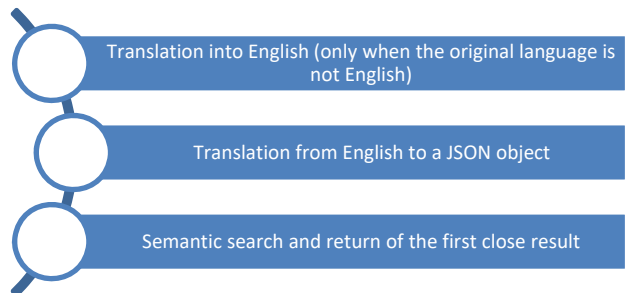 Translation into English (only when the original language is
not English)
Translation from English to a JSON object
Semantic search and return of the first close result